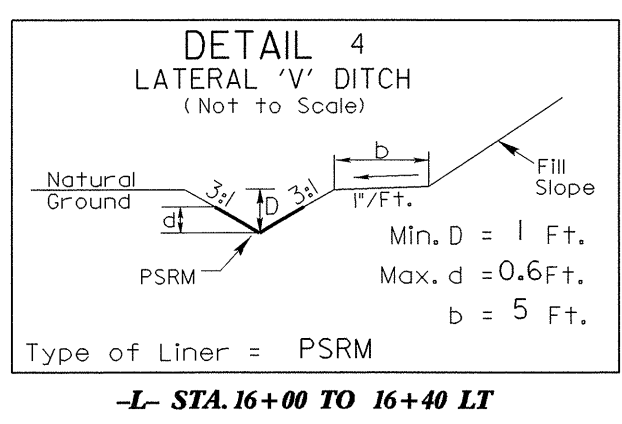 DETAIL 4
LATERAL 'V' DITCH
(Not to Scale)
b
Natural
Ground
3:1
D
3:1
1"/Ft.
Fill
Slope
d
PSRM
Min. D = 1 Ft.
Max. d = 0.6 Ft.
b = 5 Ft.
Type of Liner = PSRM
-L- STA. 16+00 TO 16+40 LT